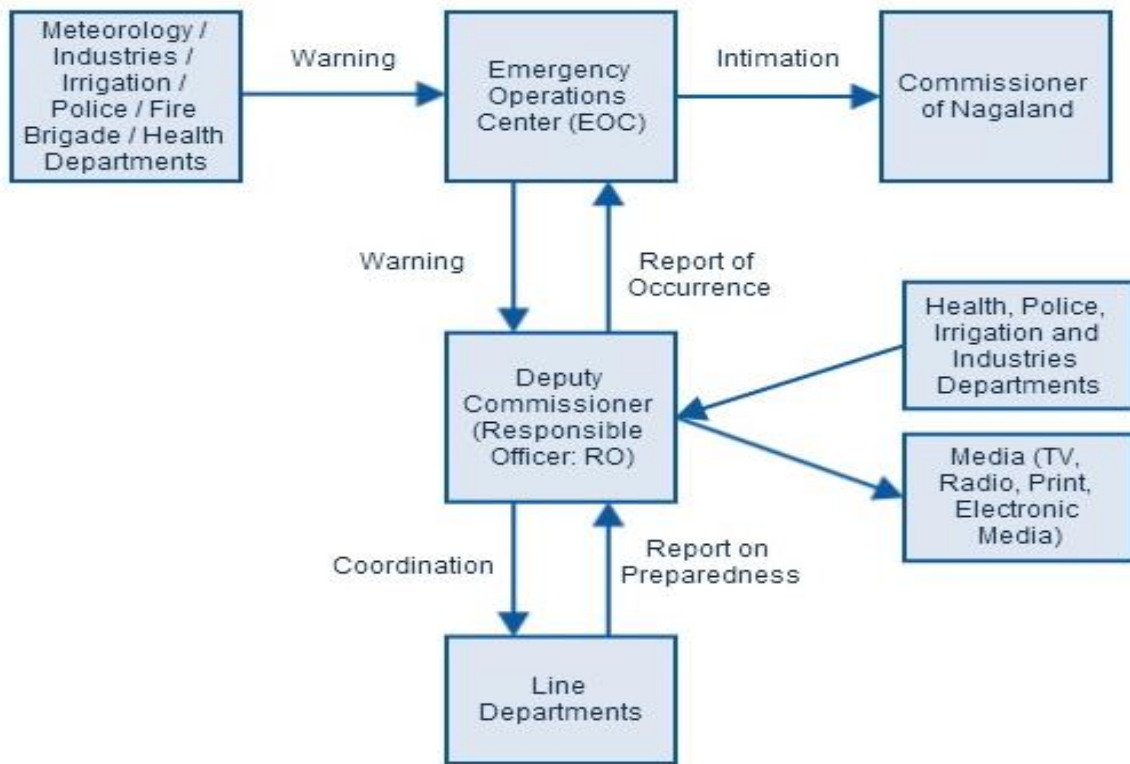 Meteorology /
Industries /
Irrigation /
Police / Fire
Brigade / Health
Departments
Warning
Emergency
Operations
Center (EOC)
Intimation
Commissioner
of Nagaland
Warning
Report of
Occurrence
Health, Police,
Irrigation and
Industries
Departments
Deputy
Commissioner
(Responsible
Officer: RO)
Media (TV,
Radio, Print,
Electronic
Media)
Coordination
Report on
Preparedness
Line
Departments